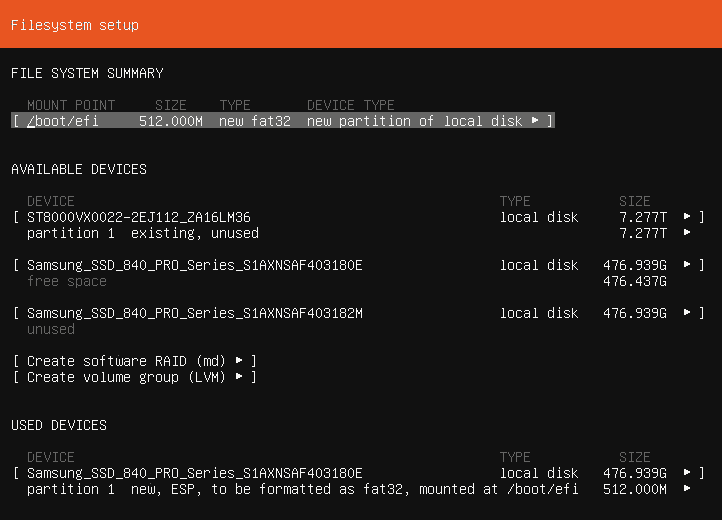 Filesystem setup
FILE SYSTEM SUMMARY
MOUNT POINT SIZE TYPE DEVICE TYPE
[ /boot/efi 512.000M new fat32 new partition of local disk ▸ ]
AVAILABLE DEVICES
DEVICE TYPE SIZE
[ ST8000VX0022-2EJ112_ZA16LM36 local disk 7.277T ▸ ]
partition 1 existing, unused 7.277T ▸
[ Samsung_SSD_840_PRO_Series_S1AXNSAF403180E local disk 476.939G ▸ ]
free space 476.437G
[ Samsung_SSD_840_PRO_Series_S1AXNSAF403182M local disk 476.939G ▸ ]
unused
[ Create software RAID (md) ▸ ]
[ Create volume group (LVM) ▸ ]
USED DEVICES
DEVICE TYPE SIZE
[ Samsung_SSD_840_PRO_Series_S1AXNSAF403180E local disk 476.939G ▸ ]
partition 1 new, ESP, to be formatted as fat32, mounted at /boot/efi 512.000M ▸